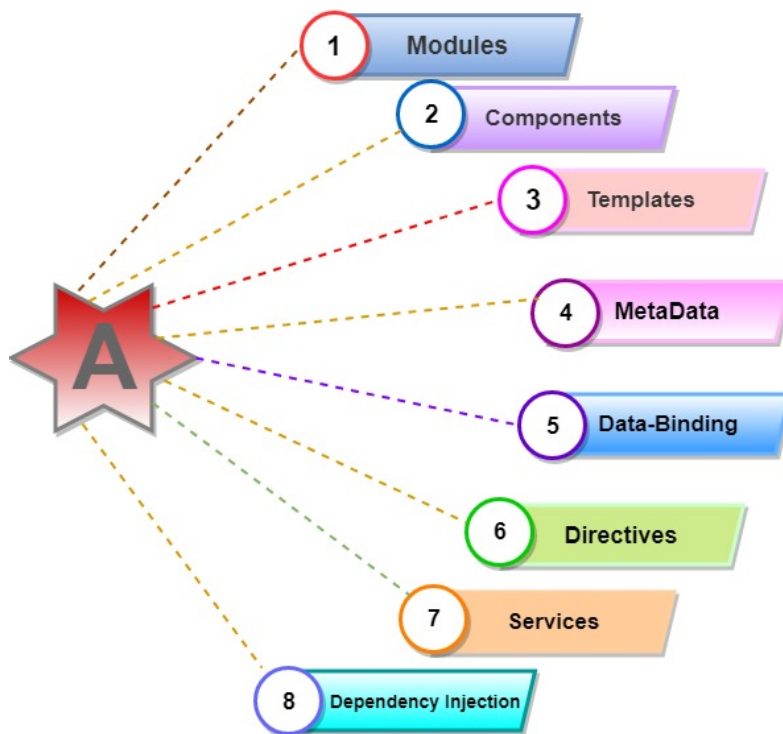 1 Modules
2 Components
3 Templates
4 MetaData
A
5 Data-Binding
6 Directives
7 Services
8 Dependency Injection